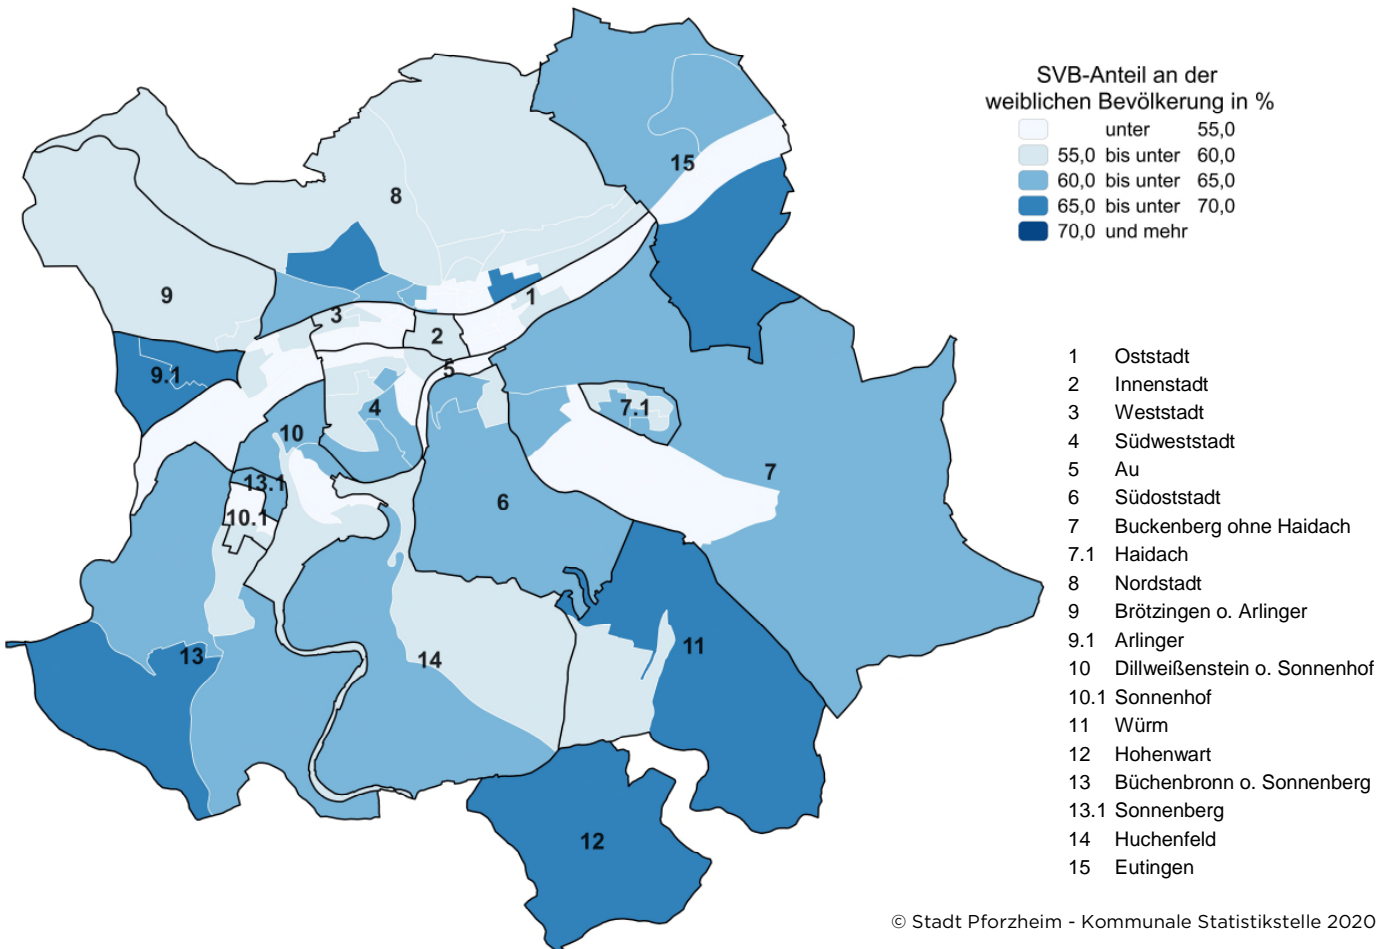 SVB-Anteil an der
weiblichen Bevölkerung in %
unter 55,0
55,0 bis unter 60,0
60,0 bis unter 65,0
65,0 bis unter 70,0
70,0 und mehr
15
8
9
1
3
2
5
9.1
4
7.1
10
7
13.1
6
10.1
11
13
14
12
1 Oststadt
2 Innenstadt
3 Weststadt
4 Südweststadt
5 Au
6 Südoststadt
7 Buckenberg ohne Haidach
7.1 Haidach
8 Nordstadt
9 Brötzingen o. Arlinger
9.1 Arlinger
10 Dillweißenstein o. Sonnenhof
10.1 Sonnenhof
11 Würm
12 Hohenwart
13 Büchenbronn o. Sonnenberg
13.1 Sonnenberg
14 Huchenfeld
15 Eutingen
© Stadt Pforzheim - Kommunale Statistikstelle 2020